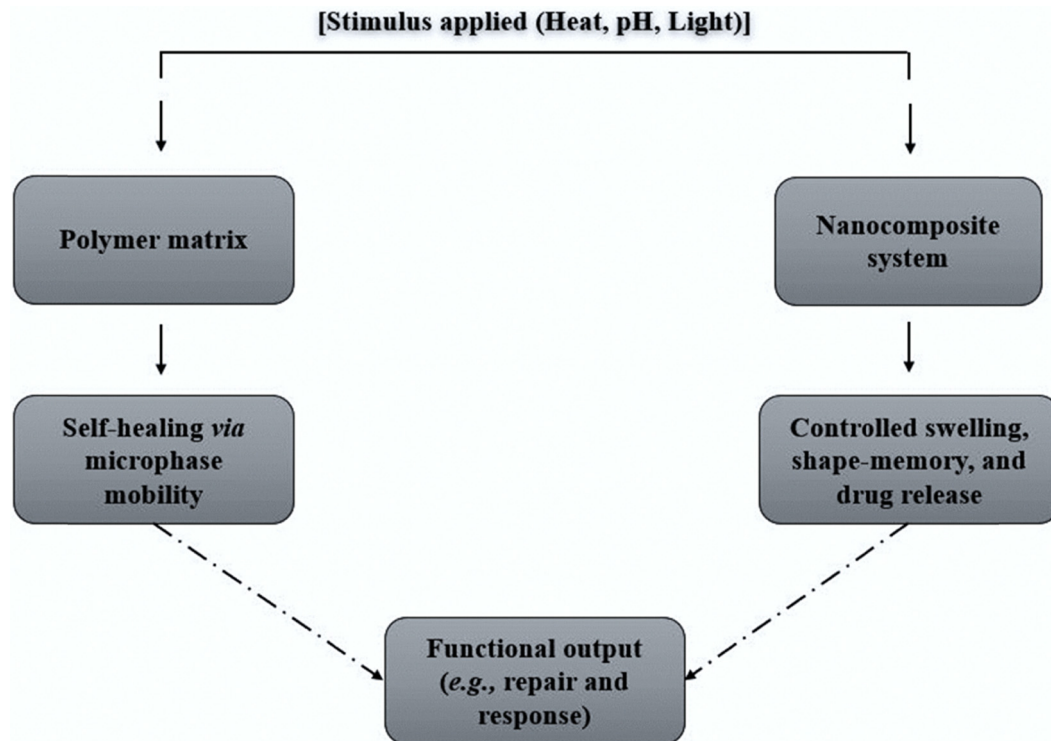 [Stimulus applied (Heat, pH, Light)]
Polymer matrix
Nanocomposite
system
Self-healing via
microphase
mobility
Controlled swelling,
shape-memory, and
drug release
Functional output
(e.g., repair and
response)